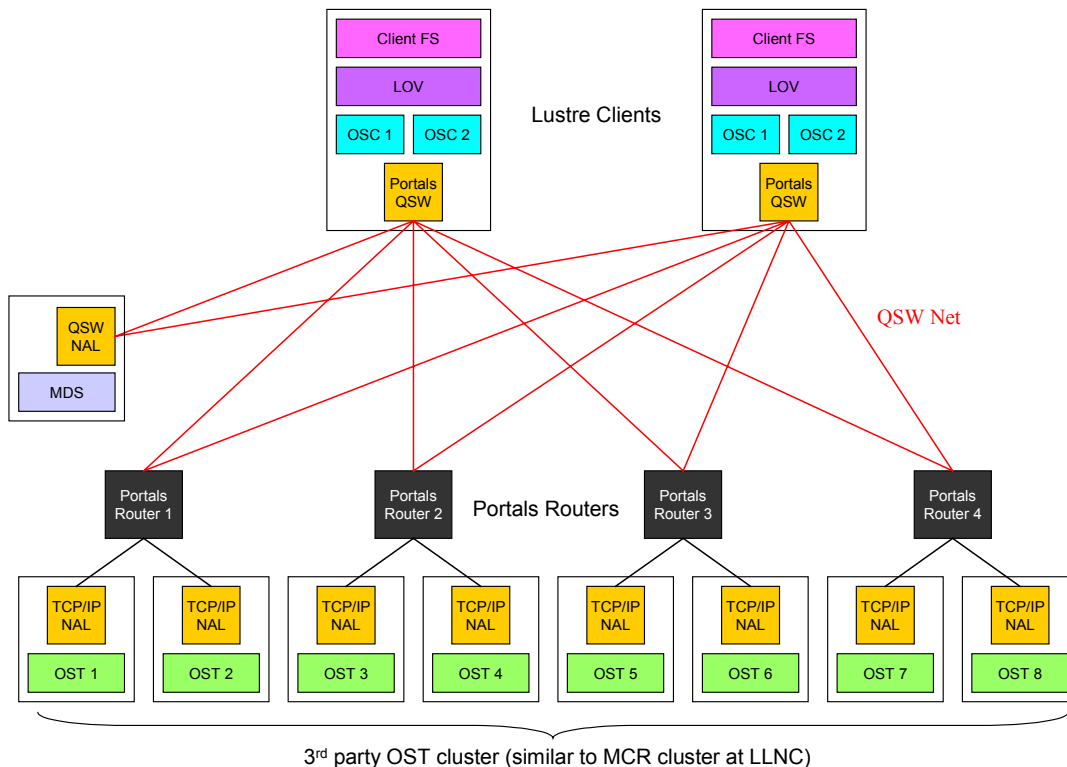 Client FS
LOV
OSC 1
OSC 2
Portals
QSW
Lustre Clients
Client FS
LOV
OSC 1
OSC 2
Portals
QSW
QSW
NAL
MDS
QSW Net
Portals
Router 1
Portals
Router 2
Portals Routers
Portals
Router 3
Portals
Router 4
TCP/IP
NAL
OST 1
TCP/IP
NAL
OST 2
TCP/IP
NAL
OST 3
TCP/IP
NAL
OST 4
TCP/IP
NAL
OST 5
TCP/IP
NAL
OST 6
TCP/IP
NAL
OST 7
TCP/IP
NAL
OST 8
3rd party OST cluster (similar to MCR cluster at LLNC)